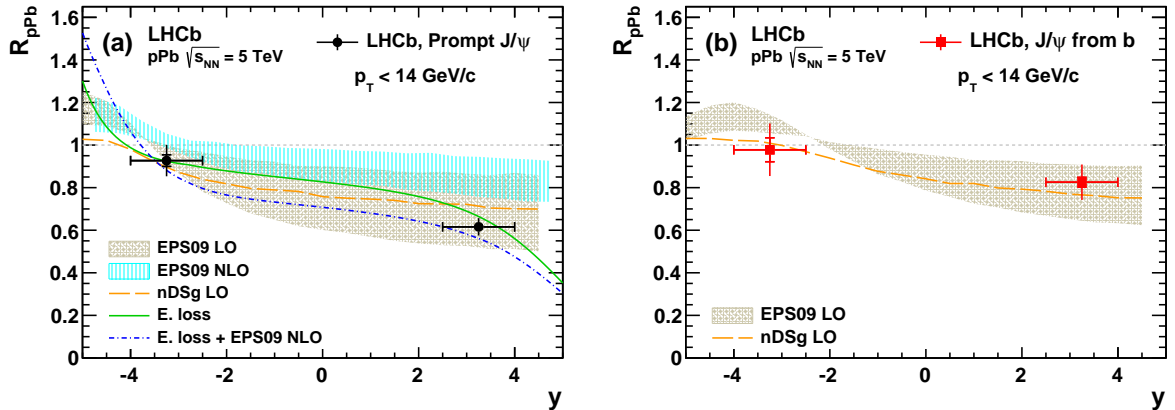 R_pPb
1.6
1.4
1.2
1
0.8
0.6
0.4
0.2
0
(a)
LHCb
pPb √s_NN = 5 TeV
LHCb, Prompt J/ψ
p_T < 14 GeV/c
EPS09 LO
EPS09 NLO
nDSg LO
E. loss
E. loss + EPS09 NLO
-4 -2 0 2 4
y
R_pPb
1.6
1.4
1.2
1
0.8
0.6
0.4
0.2
0
(b)
LHCb
pPb √s_NN = 5 TeV
LHCb, J/ψ from b
p_T < 14 GeV/c
EPS09 LO
nDSg LO
-4 -2 0 2 4
y